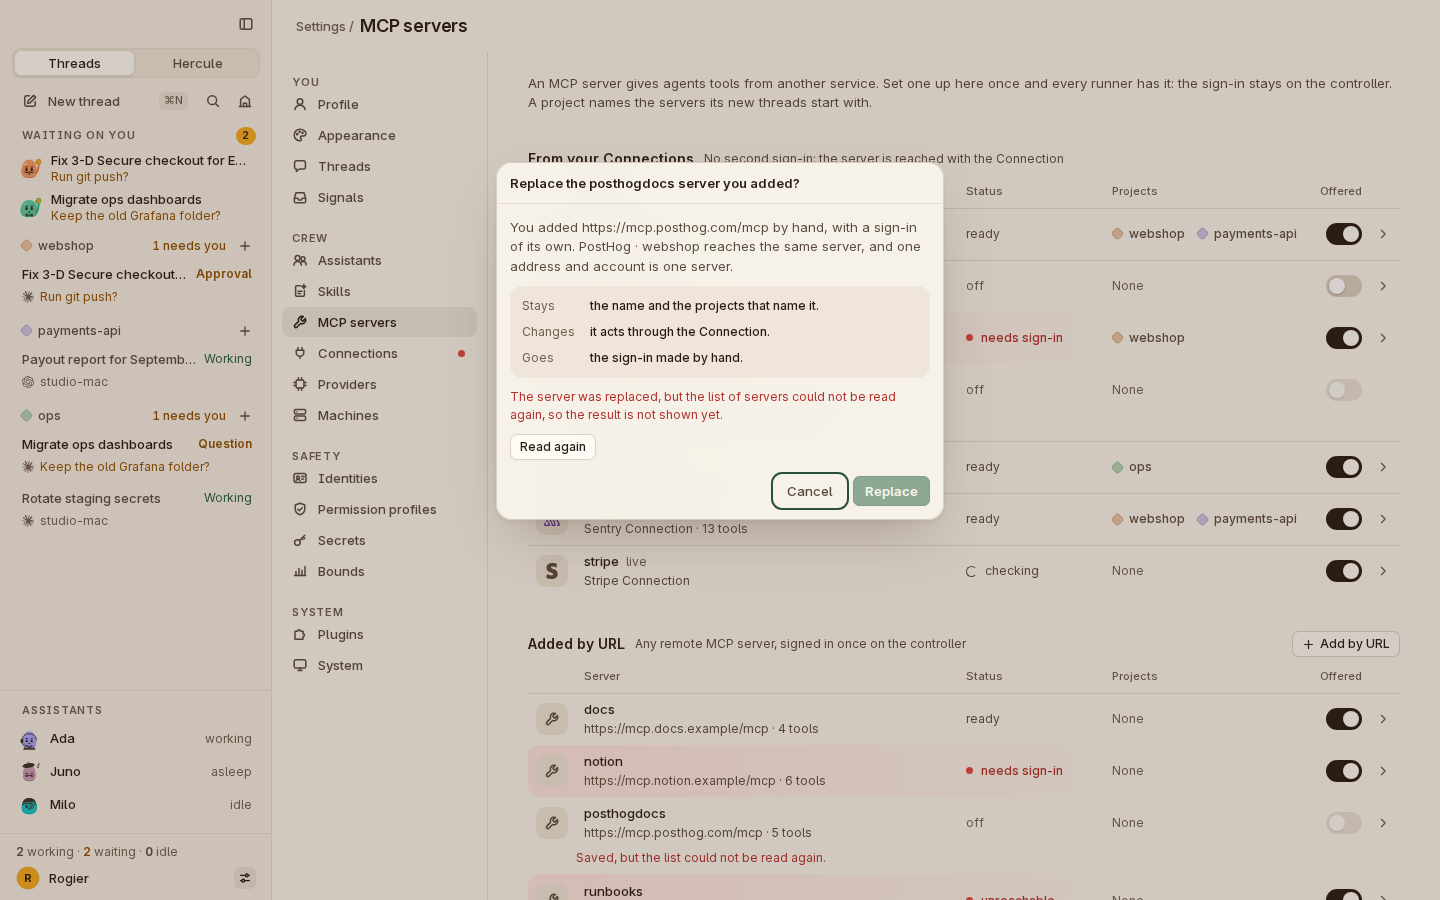 Threads
Hercule
New thread
⌘N
WAITING ON YOU
2
Fix 3-D Secure checkout for E...
Run git push?
Migrate ops dashboards
Keep the old Grafana folder?
webshop
1 needs you
Fix 3-D Secure checkout...
Approval
Run git push?
payments-api
Payout report for Septemb...
Working
studio-mac
ops
1 needs you
Migrate ops dashboards
Question
Keep the old Grafana folder?
Rotate staging secrets
Working
studio-mac
ASSISTANTS
Ada
working
Juno
asleep
Milo
idle
2 working · 2 waiting · 0 idle
R
Rogier
Settings / MCP servers
YOU
Profile
Appearance
Threads
Signals
CREW
Assistants
Skills
MCP servers
Connections
Providers
Machines
SAFETY
Identities
Permission profiles
Secrets
Bounds
SYSTEM
Plugins
System
An MCP server gives agents tools from another service. Set one up here once and every runner has it: the sign-in stays on the controller.
A project names the servers its new threads start with.
From your Connections
No second sign-in: the server is reached with the Connection
Status
Projects
Offered
ready
webshop
payments-api
off
None
needs sign-in
webshop
off
None
ready
ops
ready
webshop
payments-api
Sentry Connection · 13 tools
stripe live
Stripe Connection
checking
None
Replace the posthogdocs server you added?
You added https://mcp.posthog.com/mcp by hand, with a sign-in
of its own. PostHog · webshop reaches the same server, and one
address and account is one server.
Stays
the name and the projects that name it.
Changes
it acts through the Connection.
Goes
the sign-in made by hand.
The server was replaced, but the list of servers could not be read
again, so the result is not shown yet.
Read again
Cancel
Replace
Added by URL
Any remote MCP server, signed in once on the controller
Add by URL
Server
Status
Projects
Offered
docs
https://mcp.docs.example/mcp · 4 tools
ready
None
notion
https://mcp.notion.example/mcp · 6 tools
needs sign-in
None
posthogdocs
https://mcp.posthog.com/mcp · 5 tools
off
None
Saved, but the list could not be read again.
runbooks